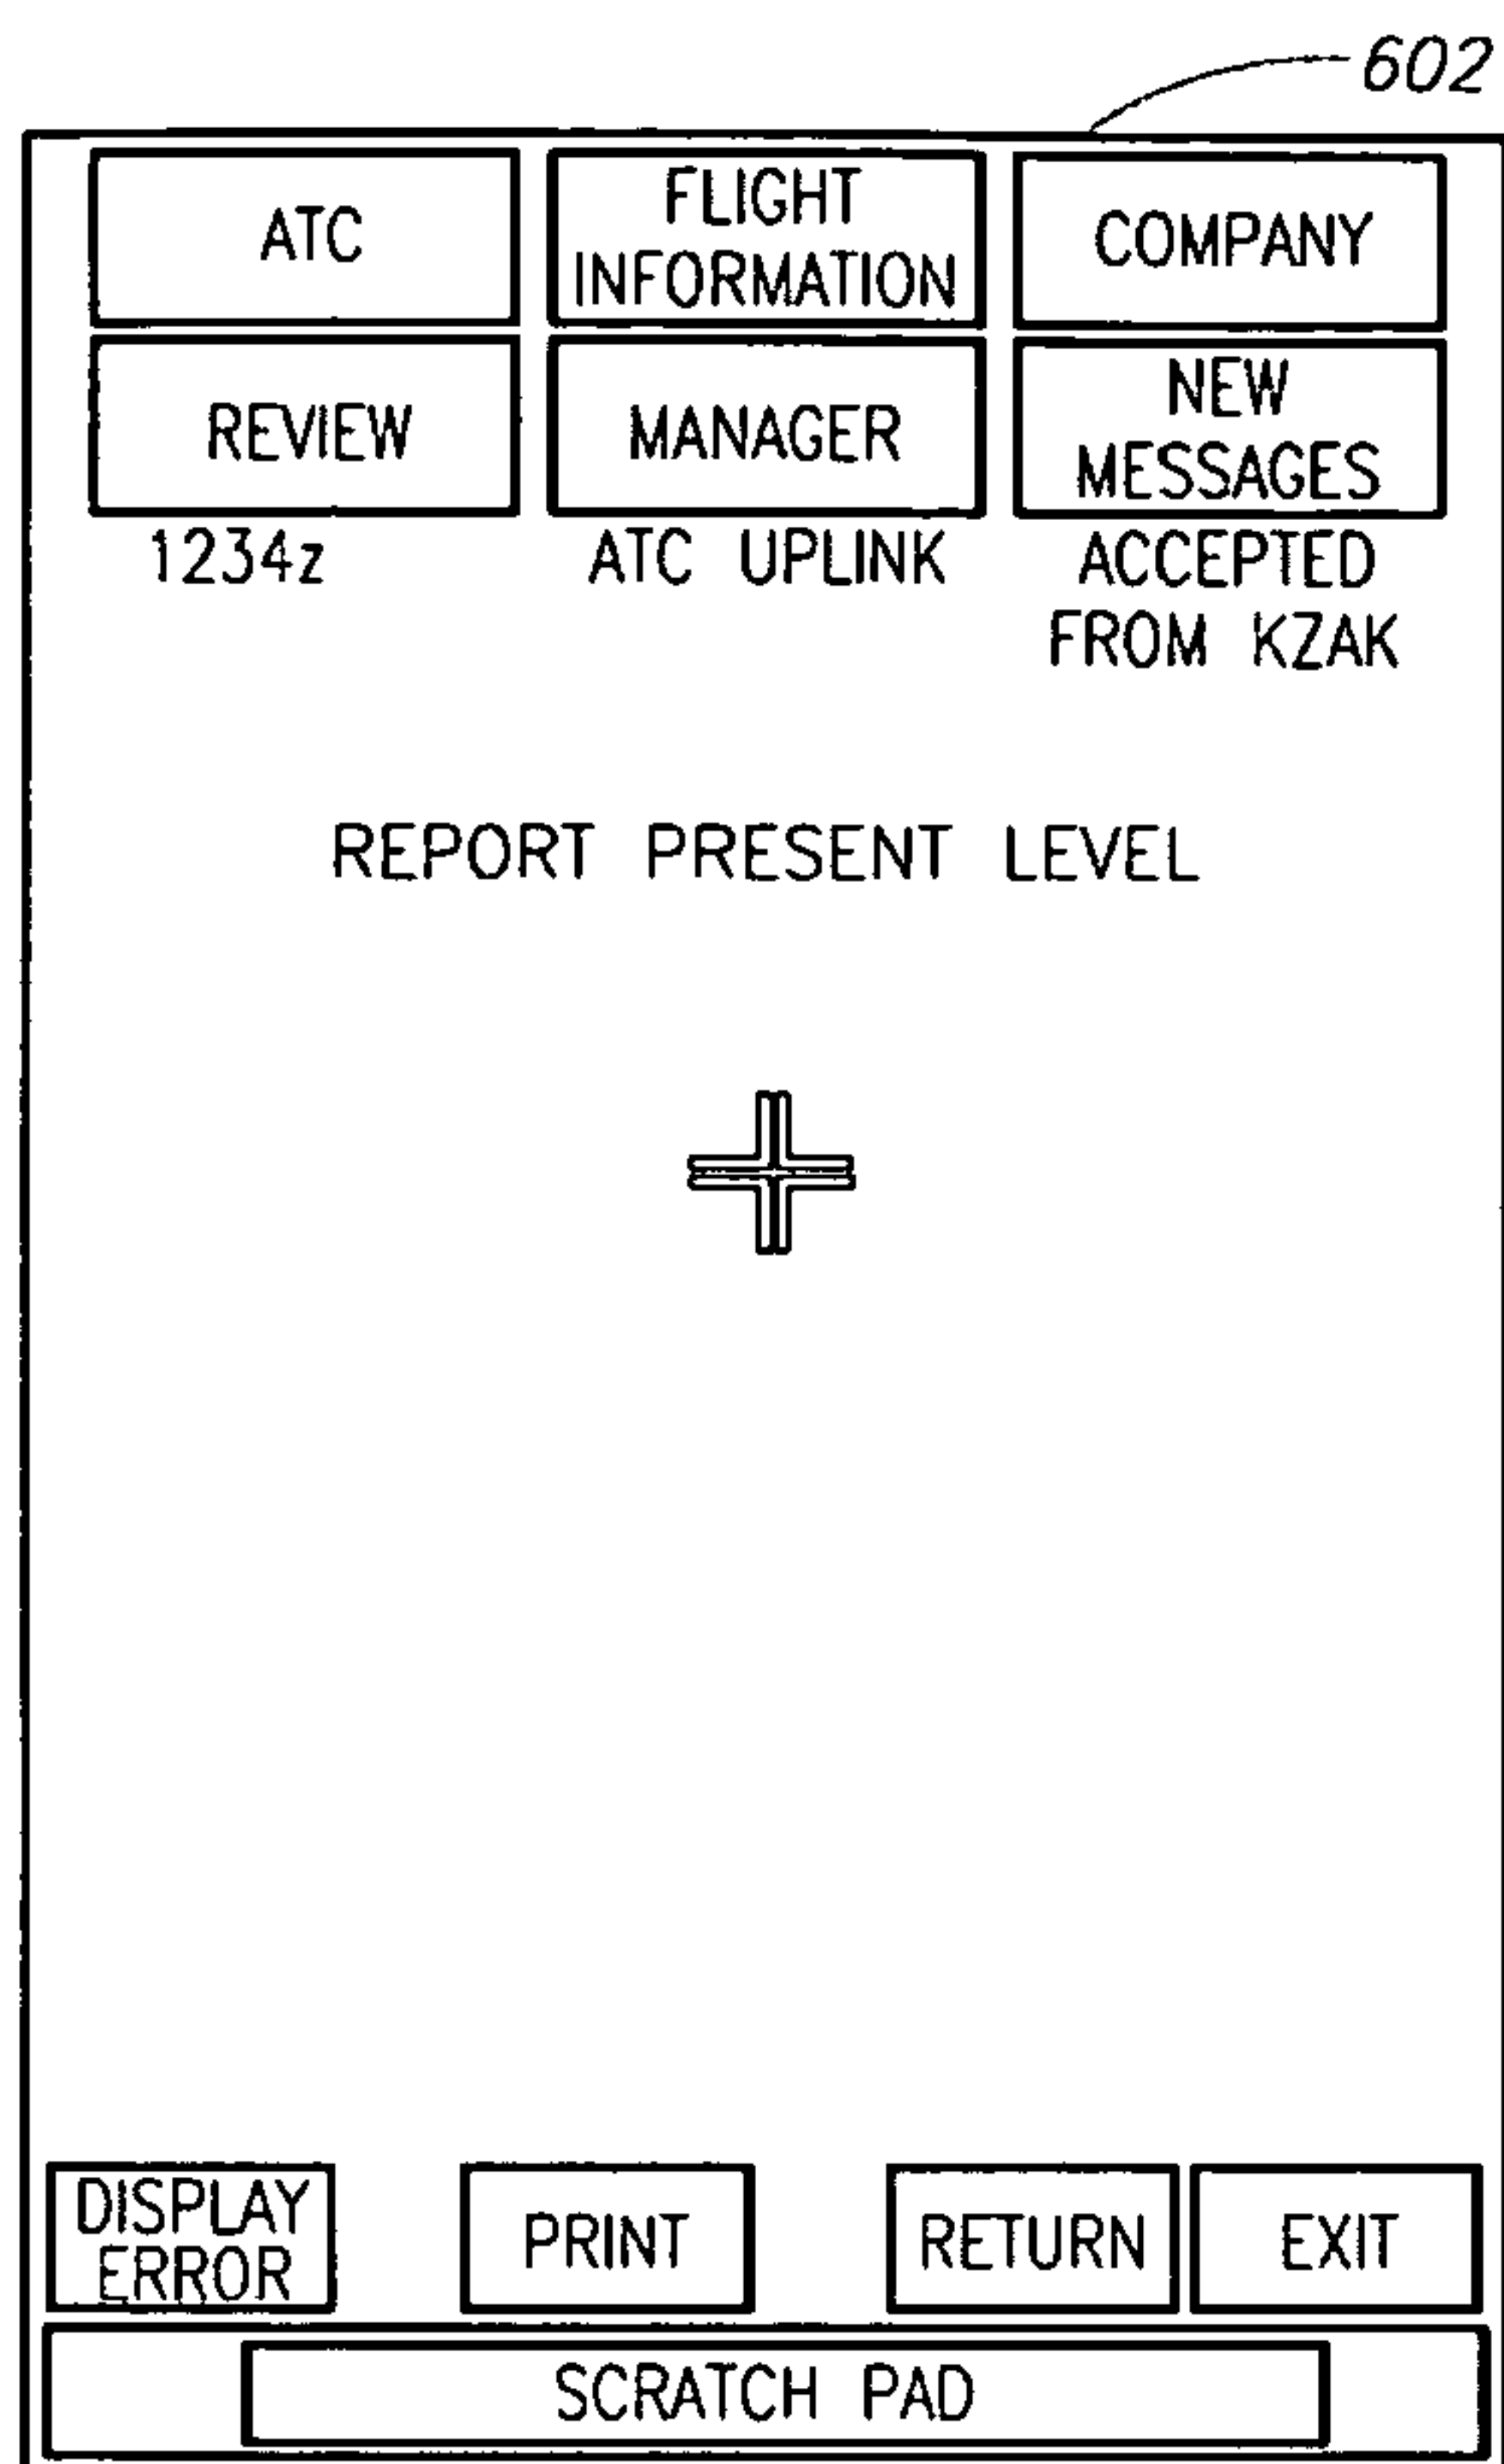 602
ATC
FLIGHT
INFORMATION
COMPANY
REVIEW
MANAGER
NEW
MESSAGES
1234z
ATC UPLINK
ACCEPTED
FROM KZAK
REPORT PRESENT LEVEL
DISPLAY
ERROR
PRINT
RETURN
EXIT
SCRATCH PAD